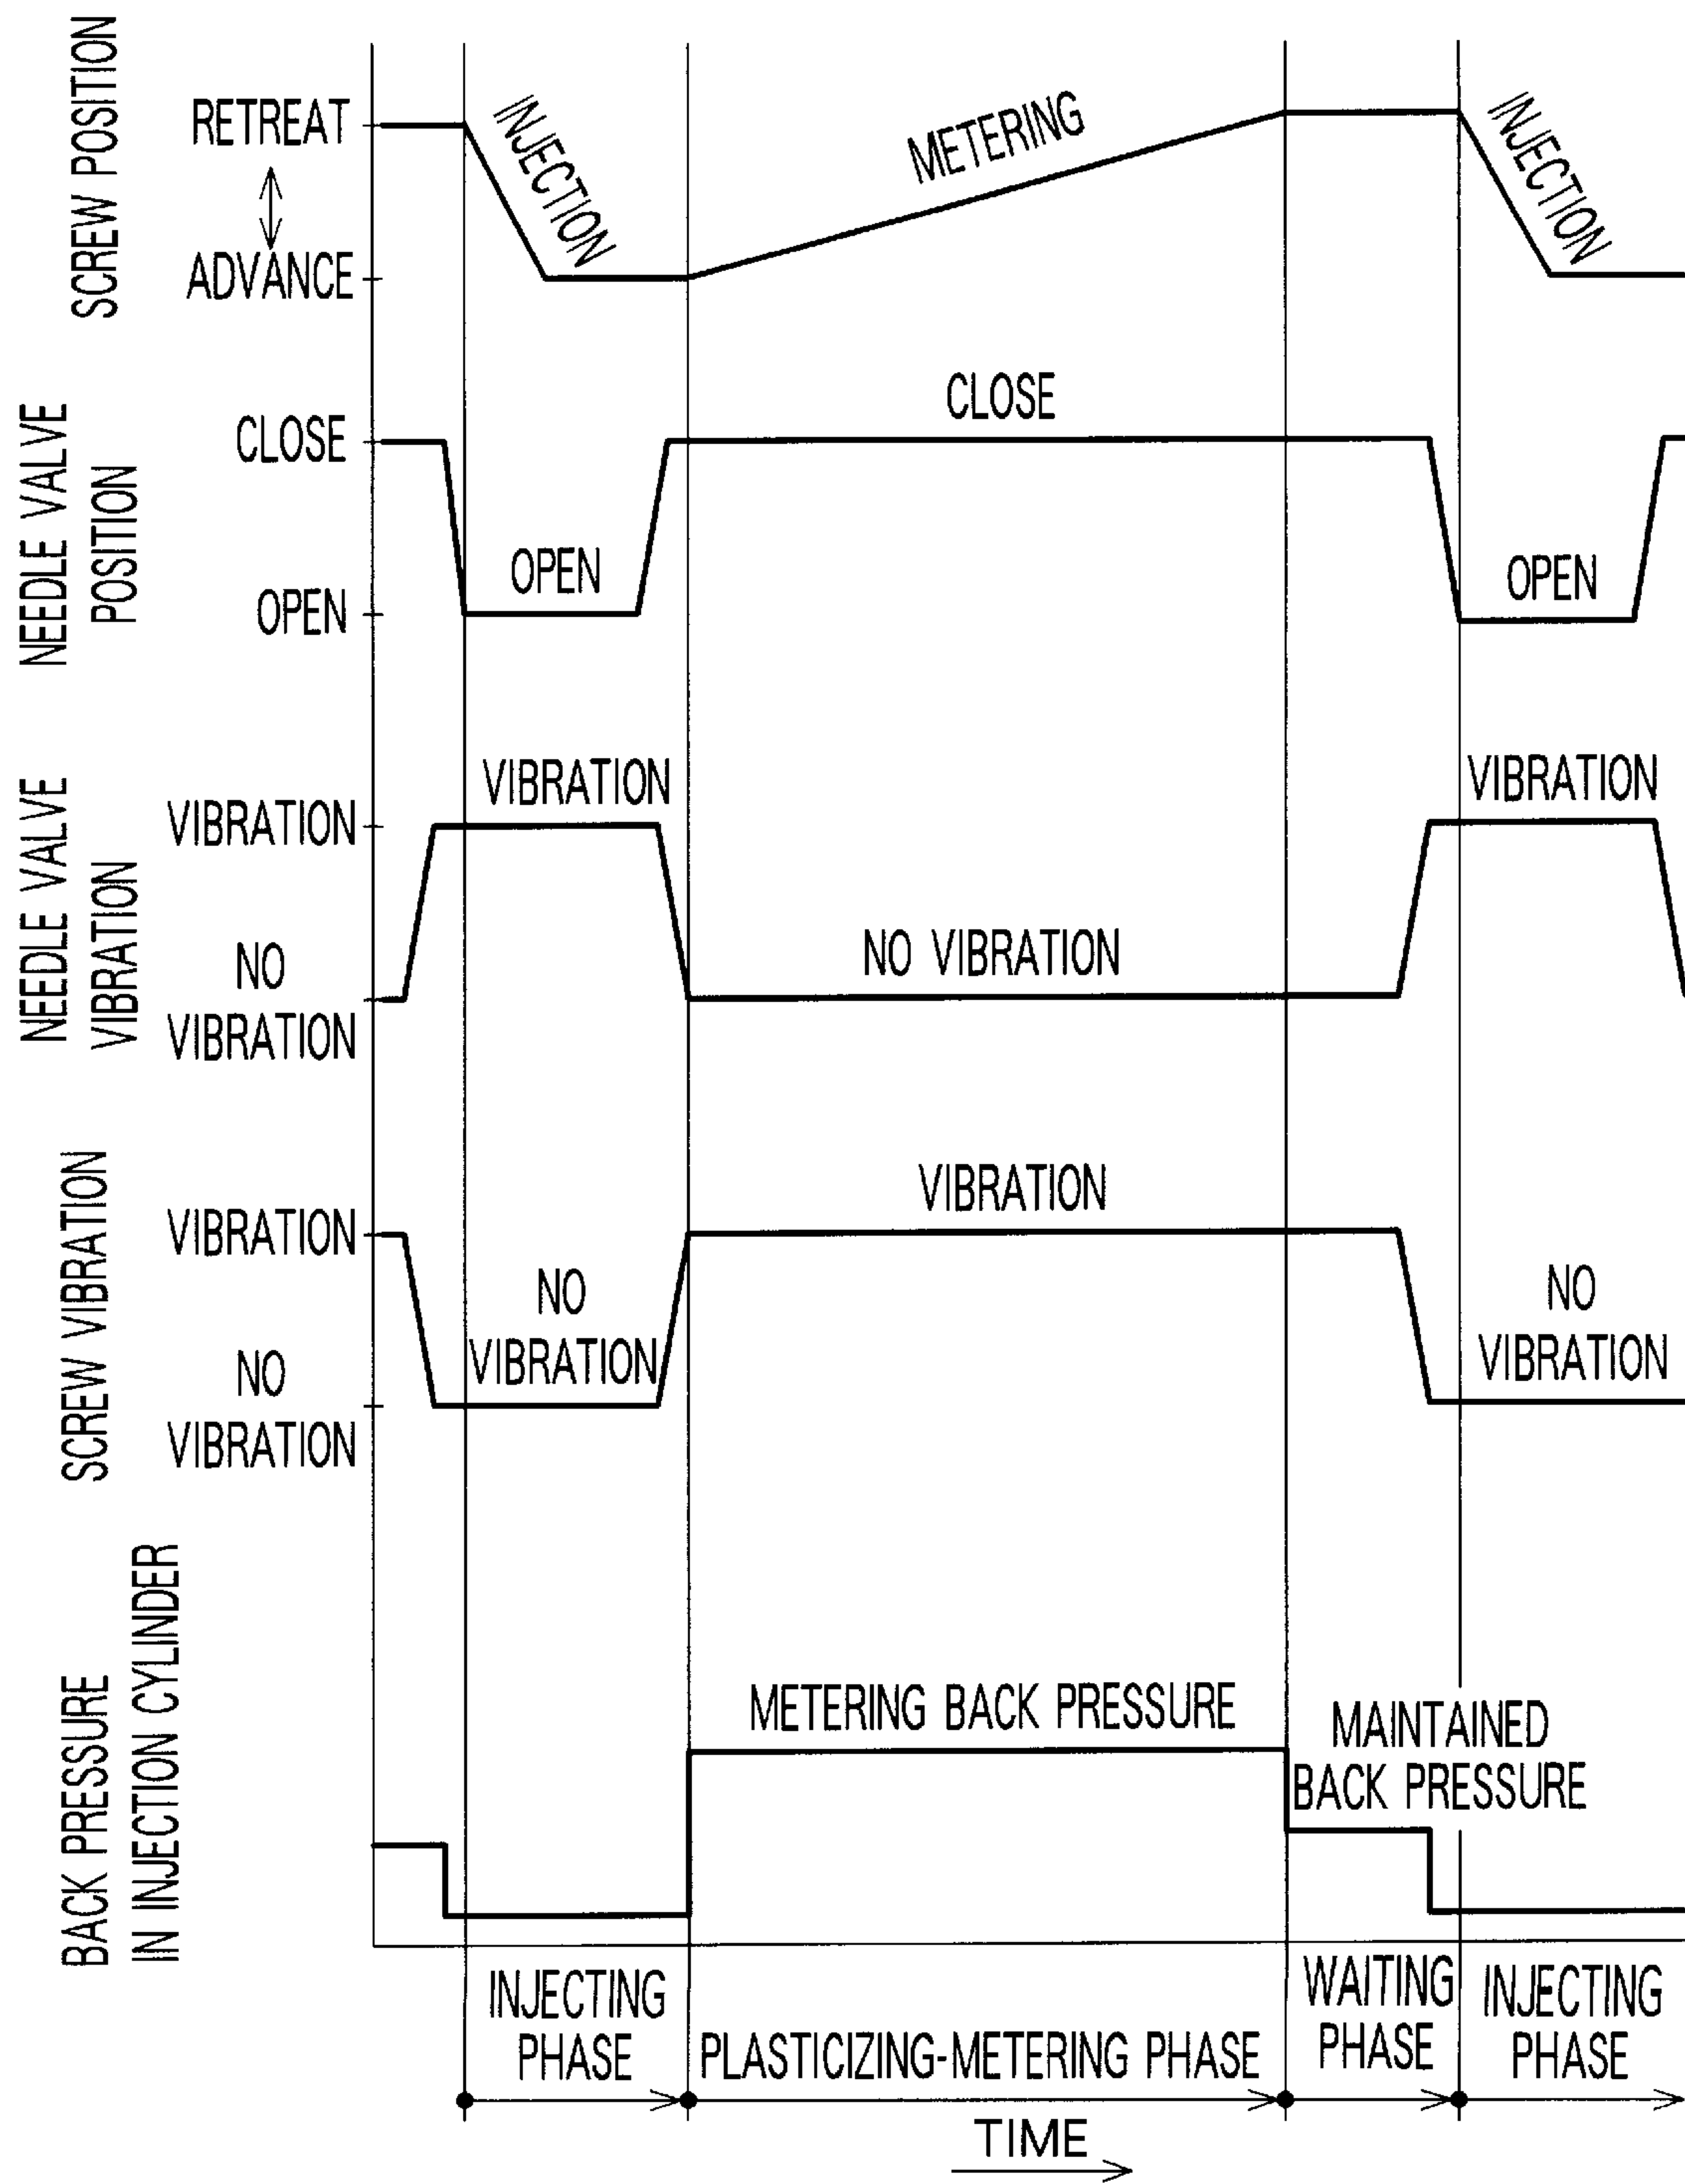 SCREW POSITION
RETREAT
ADVANCE
INJECTION
METERING
INJECTION
NEEDLE VALVE
POSITION
CLOSE
OPEN
OPEN
CLOSE
OPEN
NEEDLE VALVE
VIBRATION
VIBRATION
NO
VIBRATION
VIBRATION
NO VIBRATION
VIBRATION
SCREW VIBRATION
VIBRATION
NO
VIBRATION
NO
VIBRATION
VIBRATION
NO
VIBRATION
BACK PRESSURE
IN INJECTION CYLINDER
METERING BACK PRESSURE
MAINTAINED
BACK PRESSURE
INJECTING
PHASE
PLASTICIZING-METERING PHASE
WAITING
PHASE
INJECTING
PHASE
TIME